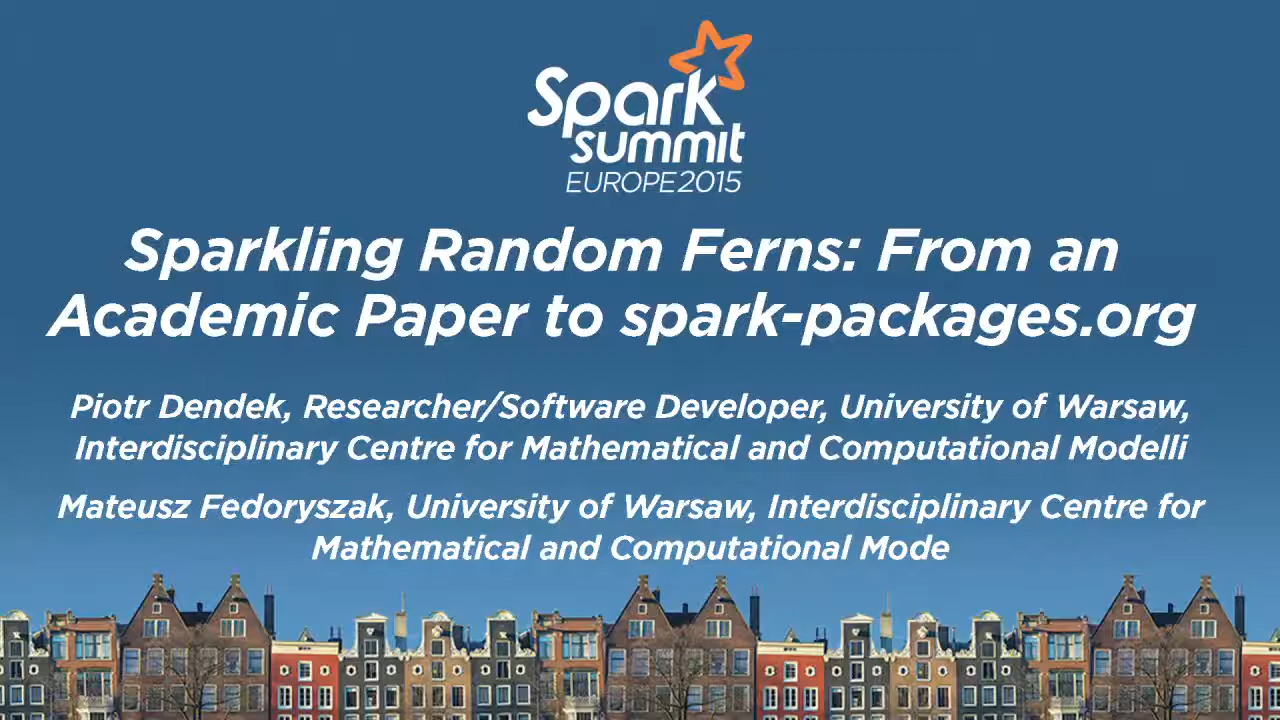 Spark
summit
EUROPE2015
Sparkling Random Ferns: From an
Academic Paper to spark-packages.org
Piotr Dendek, Researcher/Software Developer, University of Warsaw,
Interdisciplinary Centre for Mathematical and Computational Modelli
Mateusz Fedoryszak, University of Warsaw, Interdisciplinary Centre for
Mathematical and Computational Mode